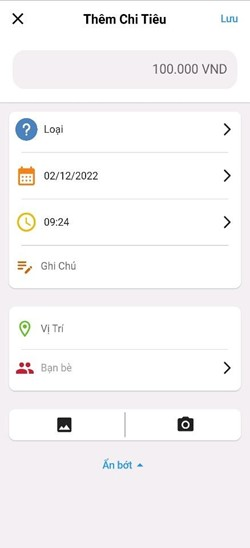 Thêm Chi Tiêu
Lưu
100.000 VND
Loại
02/12/2022
09:24
Ghi Chú
Vị Trí
Bạn bè
Ẩn bớt